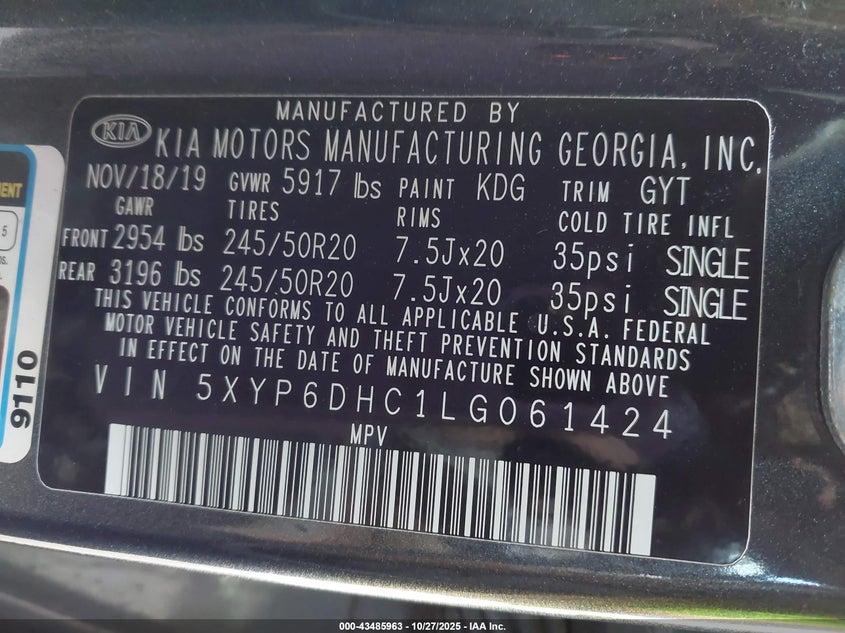 MANUFACTURED BY
KIA KIA MOTORS MANUFACTURING GEORGIA, INC.
NOV/18/19 GVWR 5917 lbs PAINT KDG TRIM GYT
GAWR TIRES RIMS COLD TIRE INFL
FRONT 2954 lbs 245/50R20 7.5Jx20 35psi SINGLE
REAR 3196 lbs 245/50R20 7.5Jx20 35psi SINGLE
THIS VEHICLE CONFORMS TO ALL APPLICABLE U.S.A. FEDERAL
MOTOR VEHICLE SAFETY AND THEFT PREVENTION STANDARDS
IN EFFECT ON THE DATE OF MANUFACTURE SHOWN ABOVE
VIN 5XYP6DHC1LG061424
MPV
5
9110
000-43485963 - 10/27/2025 - IAA Inc.